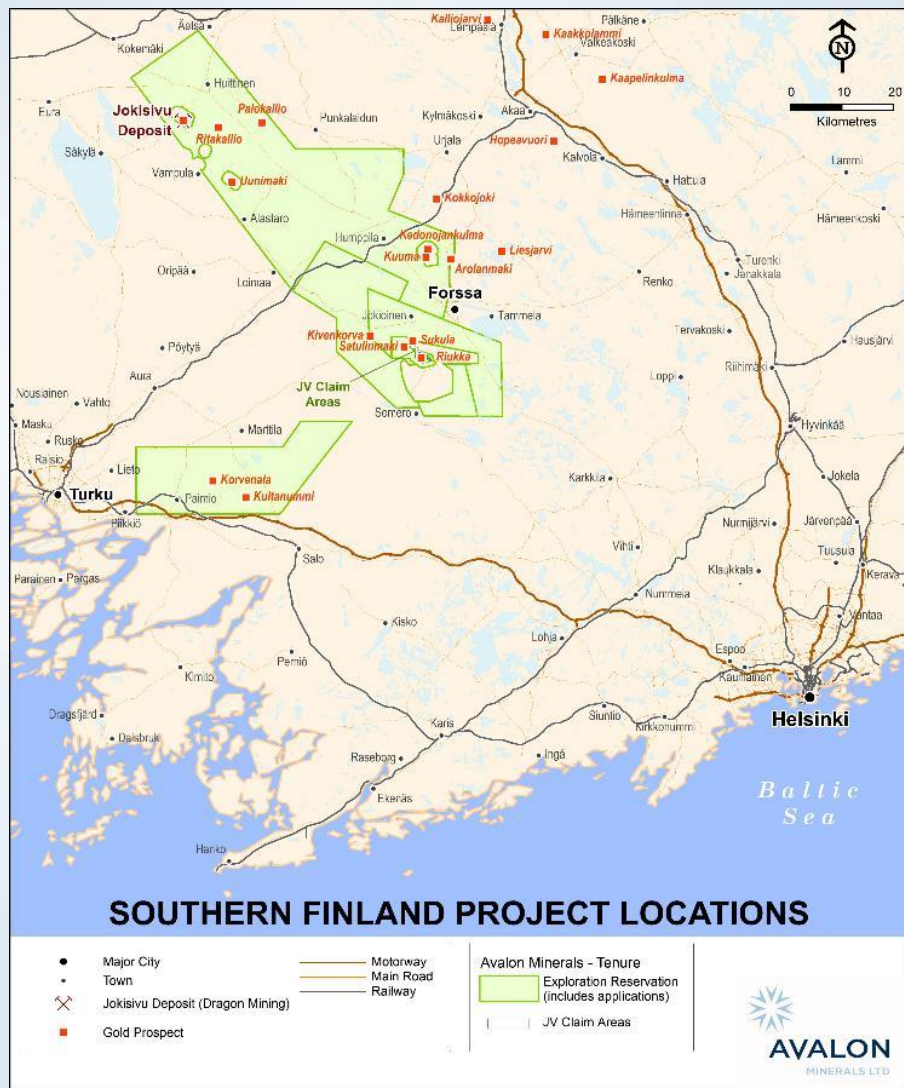 Äetsä
Kokemäki
Kalliojarvi
Lempäälä
Pälkäne
Kaakkolammi
Valkeakoski
Kaapelinkulma
N
0 10 20
Kilometres
Huittinen
Eura
Jokisivu
Deposit
Palokallio
Ritakallio
Punkalaidun
Kylmäkoski
Akaa
Urjala
Hopeavuori
Kalvola
Säkylä
Vampula
Uunimaki
Hattula
Lammi
Kokkojoki
Alastaro
Hämeenlinna
Hämeenkoski
Humppila
Kedonojankulma
Kuuma
Arolanmaki
Liesjarvi
Turenki
Janakkala
Oripää
Loimaa
Renko
Forssa
Jokioinen
Tammela
Tervakoski
Hausjärvi
Kivenkorva
Sukula
Satulinmaki
Riukka
Pöytyä
JV Claim
Areas
Riihimäki
Loppi
Aura
Nousiainen
Vahto
Masku
Rusko
Raisio
Marttila
Somero
Hyvinkää
Lieto
Korvenala
Kultanummi
Turku
Paimio
Piikkiö
Karkkila
Jokela
Nurmijärvi
Järvenpää
Salo
Vihti
Tuusula
Klaukkala
Kerava
Parainen
Pargas
Nummela
Kisko
Lohja
Vantaa
Perniö
Kimito
Espoo
Kauniainen
Helsinki
Dragsfjärd
Dalsbruk
Karis
Siuntio
Kirkkonummi
Raseborg
Ingå
Ekenäs
Baltic
Sea
Hanko
SOUTHERN FINLAND PROJECT LOCATIONS
Major City
Town
Jokisivu Deposit (Dragon Mining)
Gold Prospect
Motorway
Main Road
Railway
Avalon Minerals - Tenure
Exploration Reservation
(includes applications)
JV Claim Areas
AVALON
MINERALS LTD